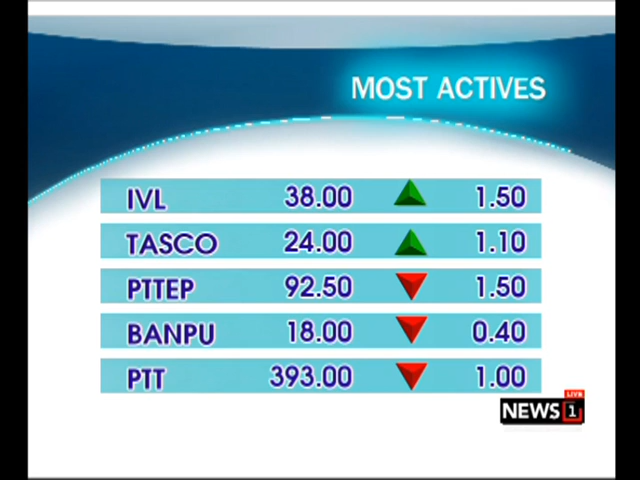 MOST ACTIVES
IVL 38.00 1.50
TASCO 24.00 1.10
PTTEP 92.50 1.50
BANPU 18.00 0.40
PTT 393.00 1.00
LIVE
NEWS 1